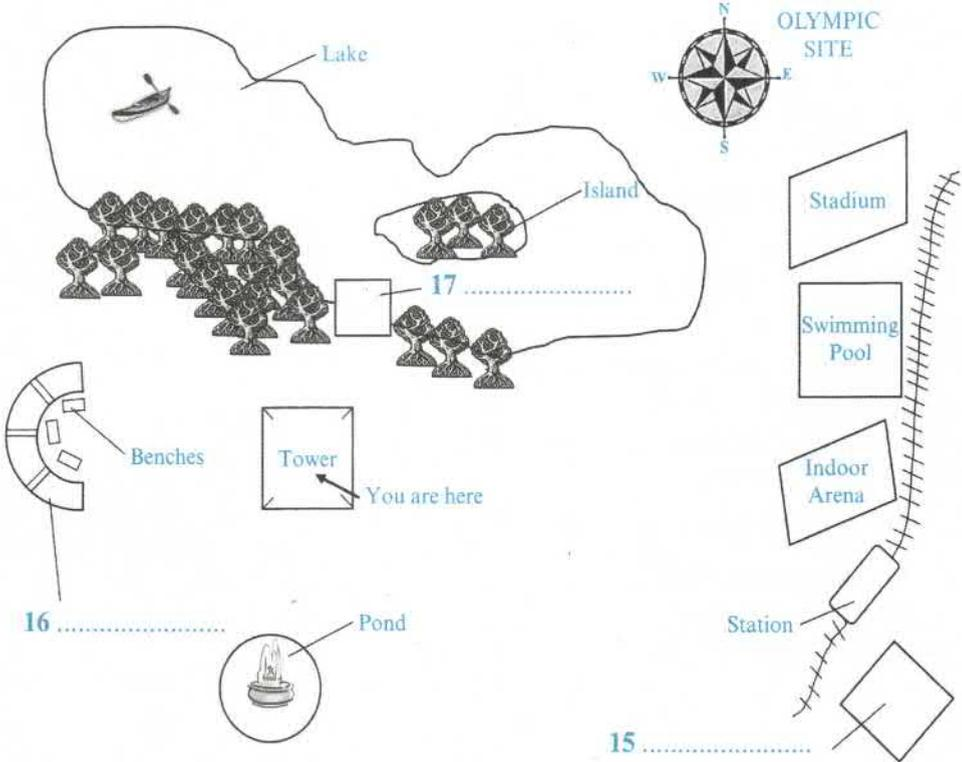 N
OLYMPIC
SITE
W
E
S
Lake
Island
Stadium
17 ..............................
Swimming
Pool
Benches
Tower
You are here
Indoor
Arena
16 ..............................
Pond
Station
15 ..............................